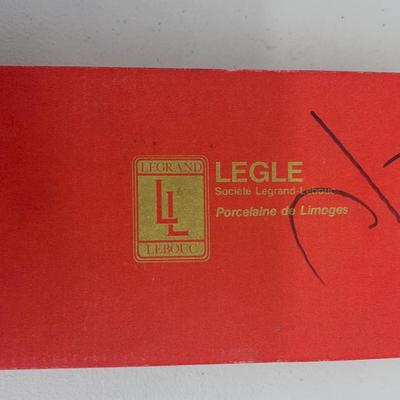 LEGRAND
LL
LEBOUC
LEGLE
Société Legrand Lebouc
Porcelaine de Limoges